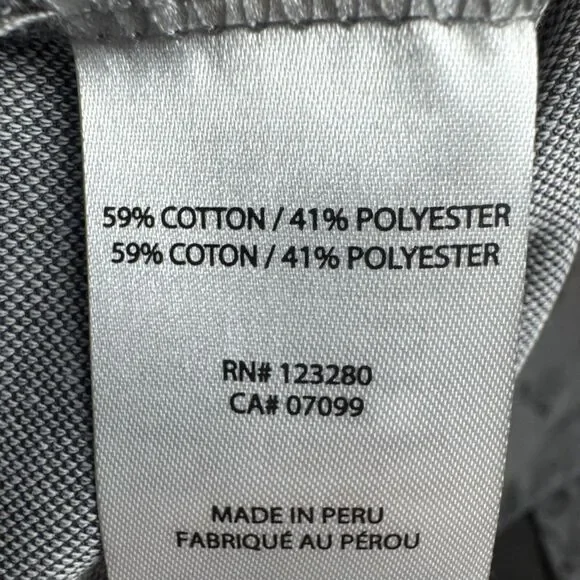 59% COTTON / 41% POLYESTER
59% COTON / 41% POLYESTER
RN# 123280
CA# 07099
MADE IN PERU
FABRIQUÉ AU PÉROU